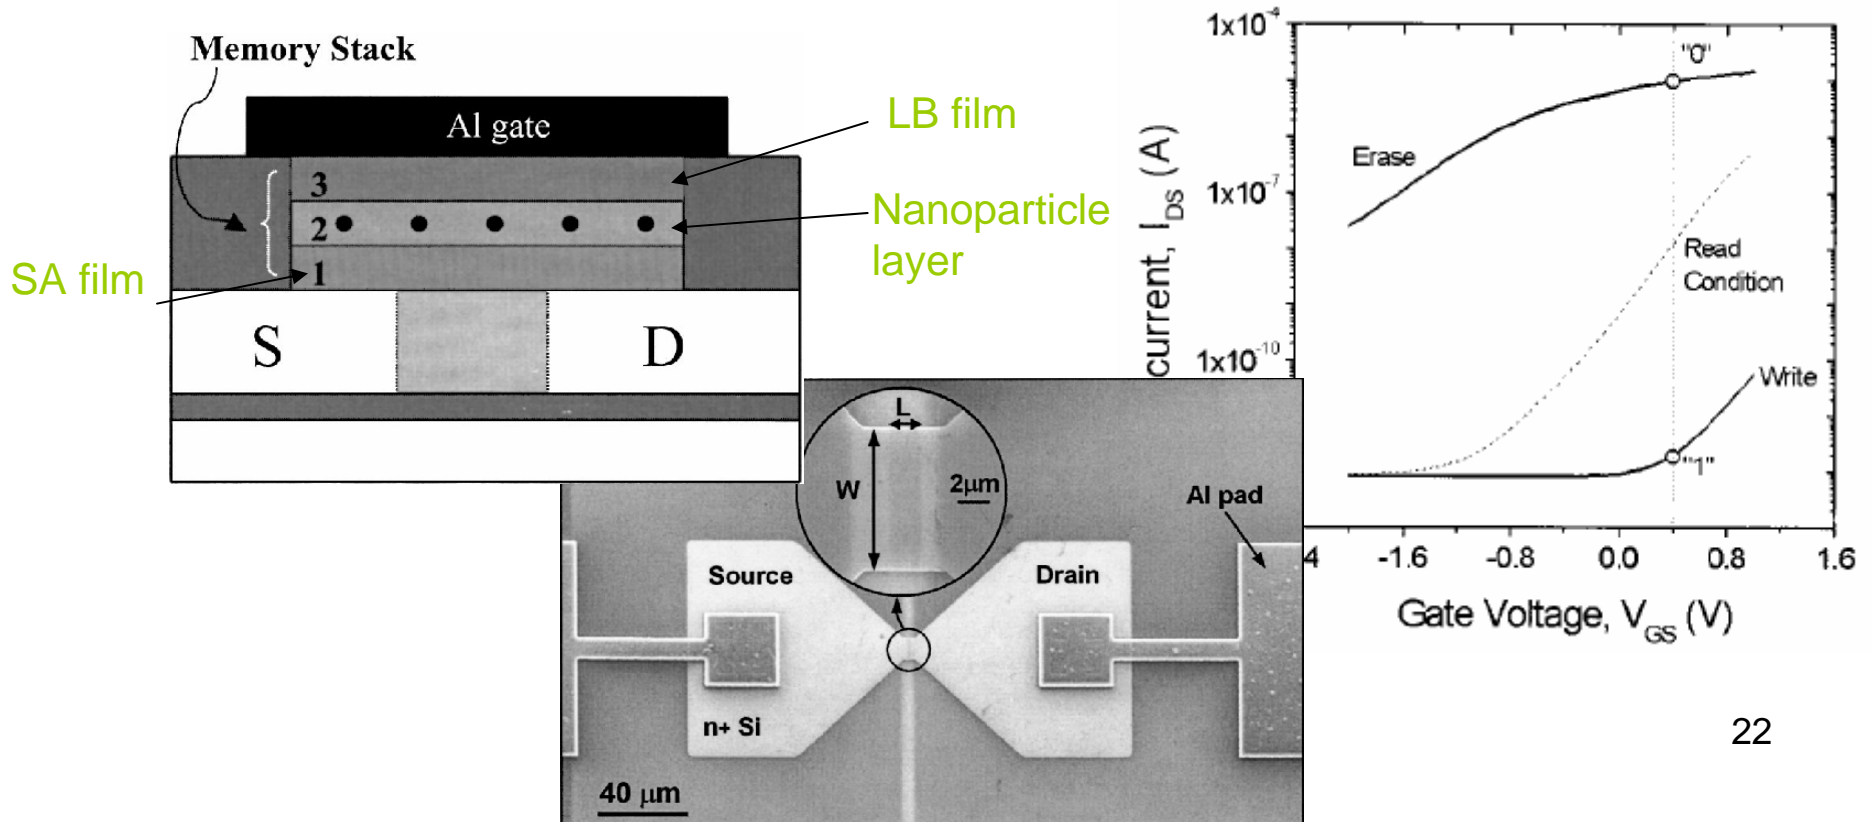 Memory Stack
Al gate
3
2
1
S
D
LB film
Nanoparticle
layer
SA film
1x10⁻⁴
1x10⁻⁷
1x10⁻¹⁰
current, I_DS (A)
"0"
Erase
Read
Condition
Write
"1"
4 -1.6 -0.8 0.0 0.8 1.6
Gate Voltage, V_GS (V)
L
W
2μm
Al pad
Source
Drain
n+ Si
40 μm
22